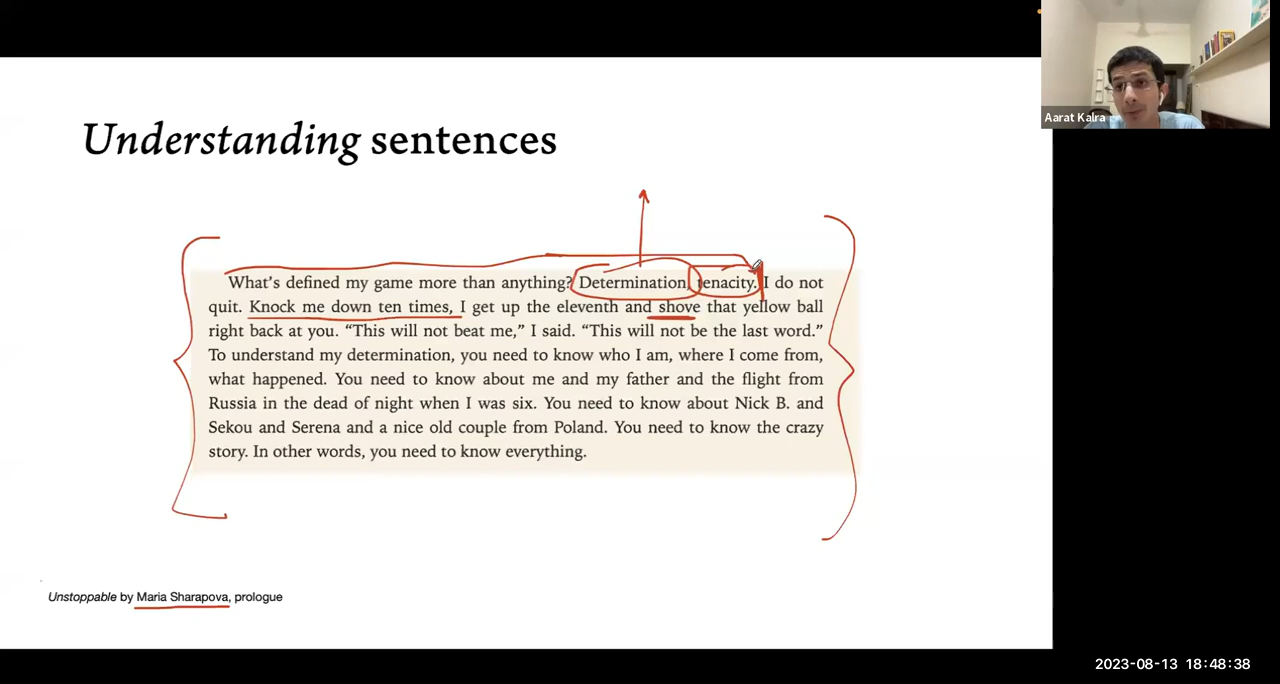 Aarat Kalra
Understanding sentences
What's defined my game more than anything? Determination, tenacity. I do not
quit. Knock me down ten times, I get up the eleventh and shove that yellow ball
right back at you. “This will not beat me,” I said. “This will not be the last word.”
To understand my determination, you need to know who I am, where I come from,
what happened. You need to know about me and my father and the flight from
Russia in the dead of night when I was six. You need to know about Nick B. and
Sekou and Serena and a nice old couple from Poland. You need to know the crazy
story. In other words, you need to know everything.
Unstoppable by Maria Sharapova, prologue
2023-08-13 18:48:38